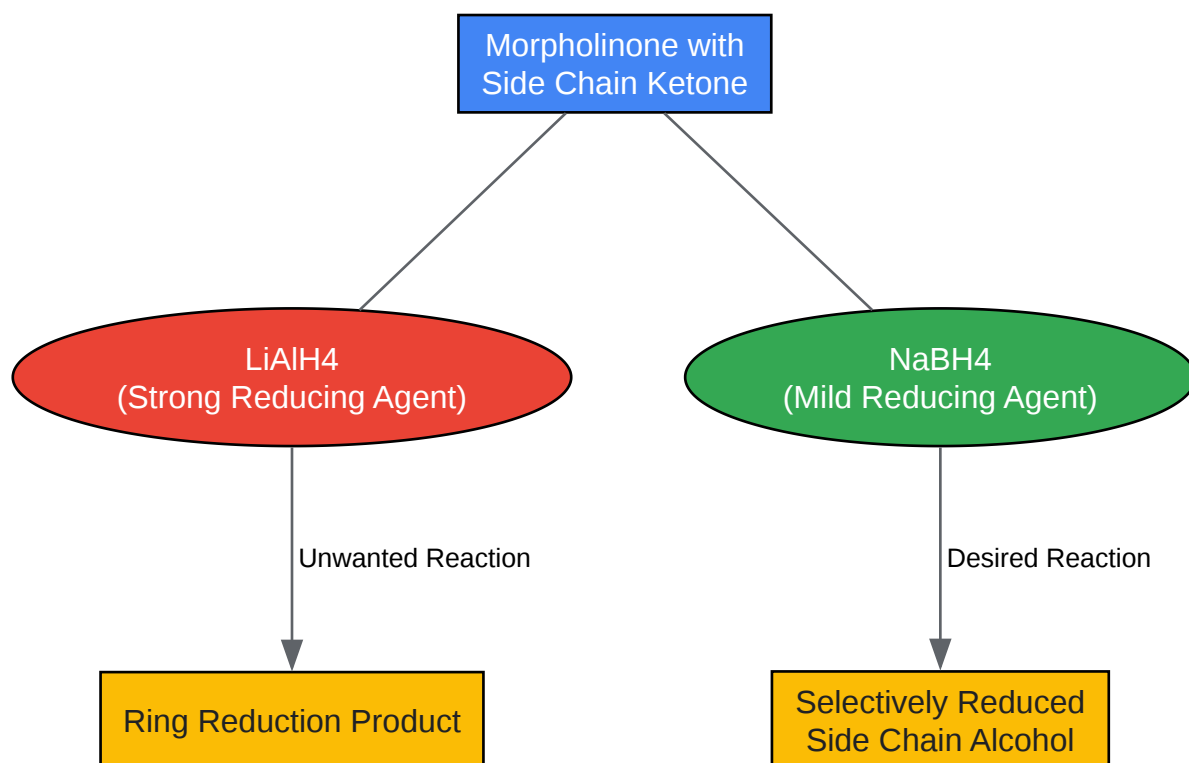 Morpholinone with
Side Chain Ketone
LiAlH4
(Strong Reducing Agent)
NaBH4
(Mild Reducing Agent)
Unwanted Reaction
Desired Reaction
Ring Reduction Product
Selectively Reduced
Side Chain Alcohol